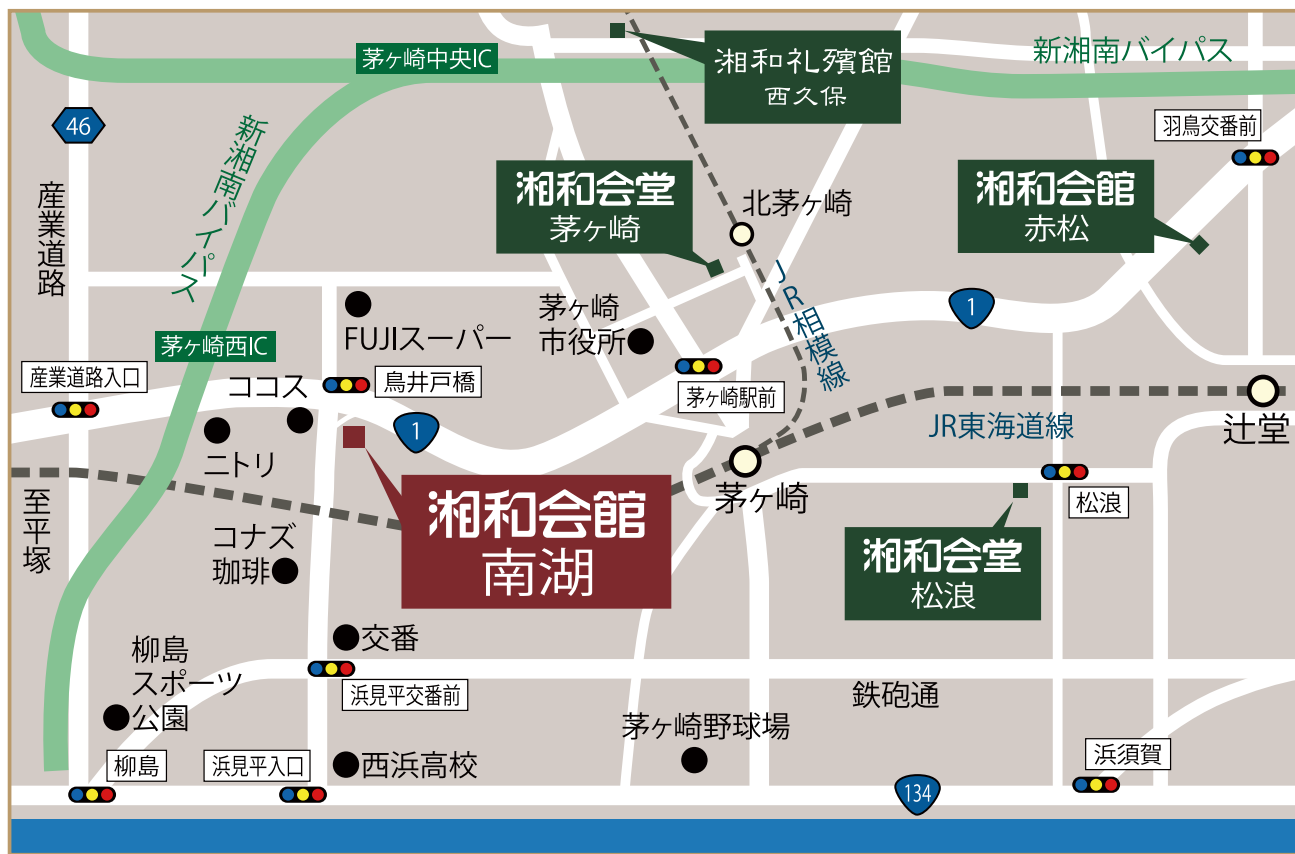 茅ヶ崎中央IC
湘和礼殯館
西久保
新湘南バイパス
46
羽鳥交番前
新湘南バイパス
産業道路
湘和会堂
茅ヶ崎
北茅ヶ崎
湘和会館
赤松
JR相模線
1
FUJIスーパー
茅ヶ崎
市役所
茅ヶ崎西IC
産業道路入口
ココス
鳥井戸橋
茅ヶ崎駅前
1
JR東海道線
辻堂
ニトリ
茅ヶ崎
松浪
至平塚
湘和会館
南湖
コナズ
珈琲
湘和会堂
松浪
交番
柳島
スポーツ
公園
浜見平交番前
鉄砲通
茅ヶ崎野球場
柳島
浜見平入口
西浜高校
浜須賀
134